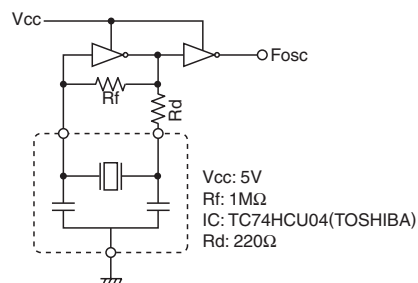 Vcc
Fosc
Rf
Rd
Vcc: 5V
Rf: 1MΩ
IC: TC74HCU04(TOSHIBA)
Rd: 220Ω